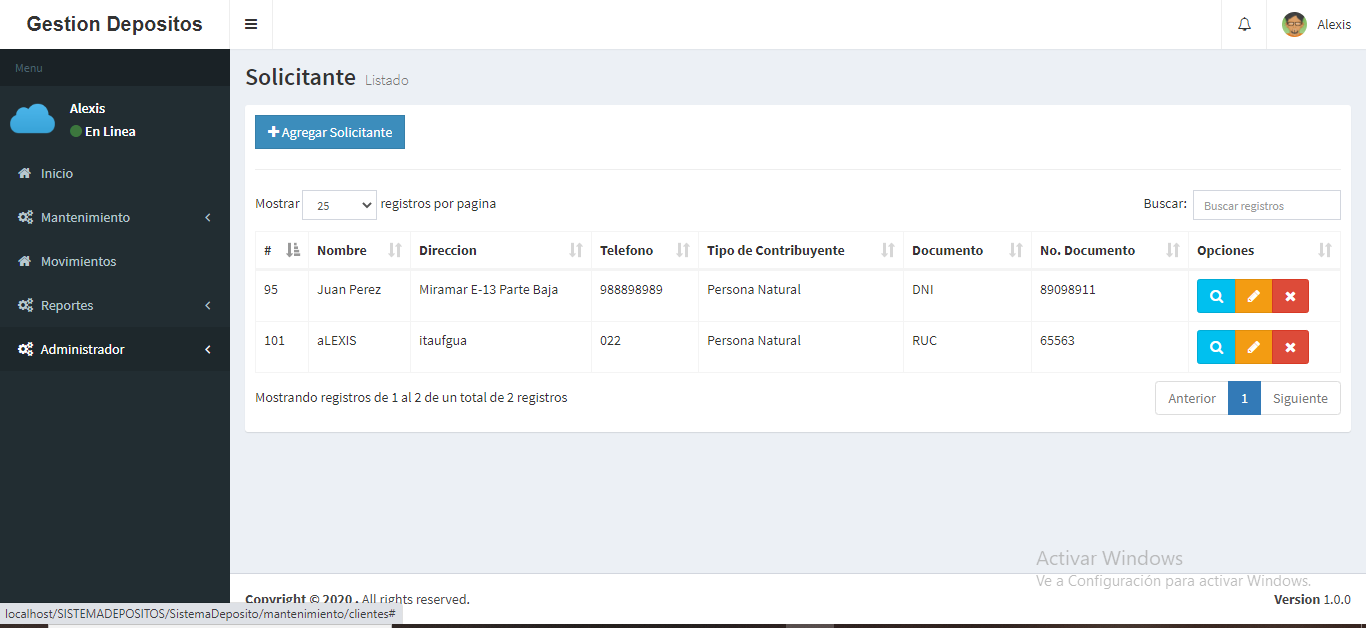 Gestion Depositos
Alexis
Menu
Alexis
En Linea
Inicio
Mantenimiento
Movimientos
Reportes
Administrador
Solicitante Listado
Agregar Solicitante
Mostrar 25 registros por pagina
Buscar: Buscar registros
# Nombre Direccion Telefono Tipo de Contribuyente Documento No. Documento Opciones
95 Juan Perez Miramar E-13 Parte Baja 988898989 Persona Natural DNI 89098911
101 aLEXIS itaufgua 022 Persona Natural RUC 65563
Mostrando registros de 1 al 2 de un total de 2 registros
Anterior 1 Siguiente
Activar Windows
Ve a Configuración para activar Windows.
Copyright © 2020 . All rights reserved.
Version 1.0.0
localhost/SISTEMADEPOSITOS/SistemaDeposito/mantenimiento/clientes#